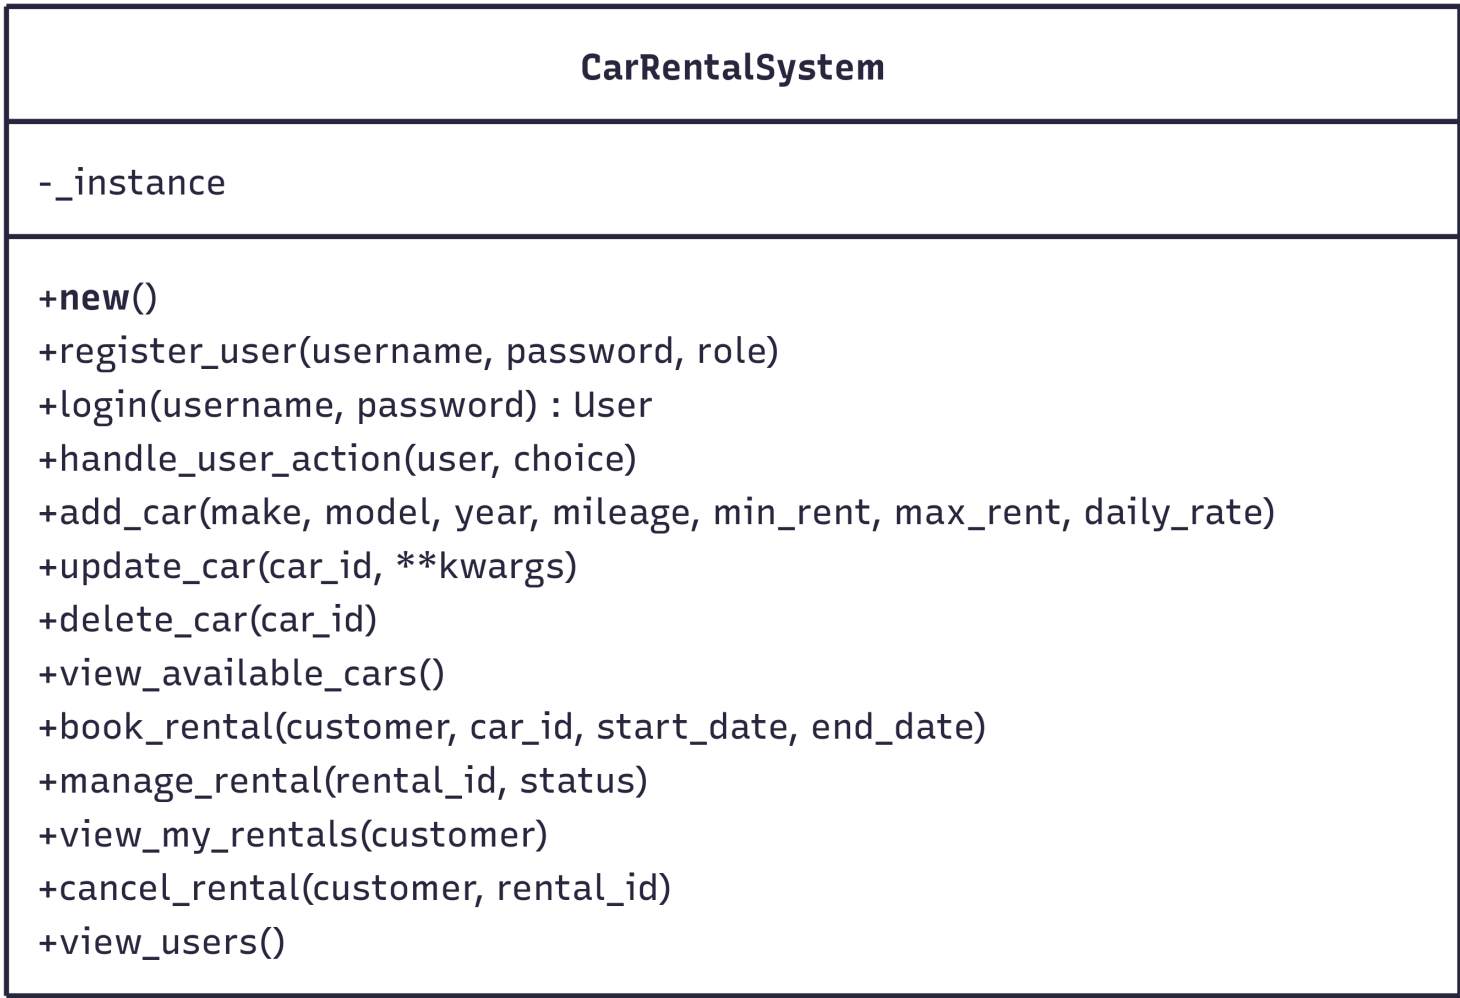 CarRentalSystem
-_instance
+new()
+register_user(username, password, role)
+login(username, password) : User
+handle_user_action(user, choice)
+add_car(make, model, year, mileage, min_rent, max_rent, daily_rate)
+update_car(car_id, **kwargs)
+delete_car(car_id)
+view_available_cars()
+book_rental(customer, car_id, start_date, end_date)
+manage_rental(rental_id, status)
+view_my_rentals(customer)
+cancel_rental(customer, rental_id)
+view_users()